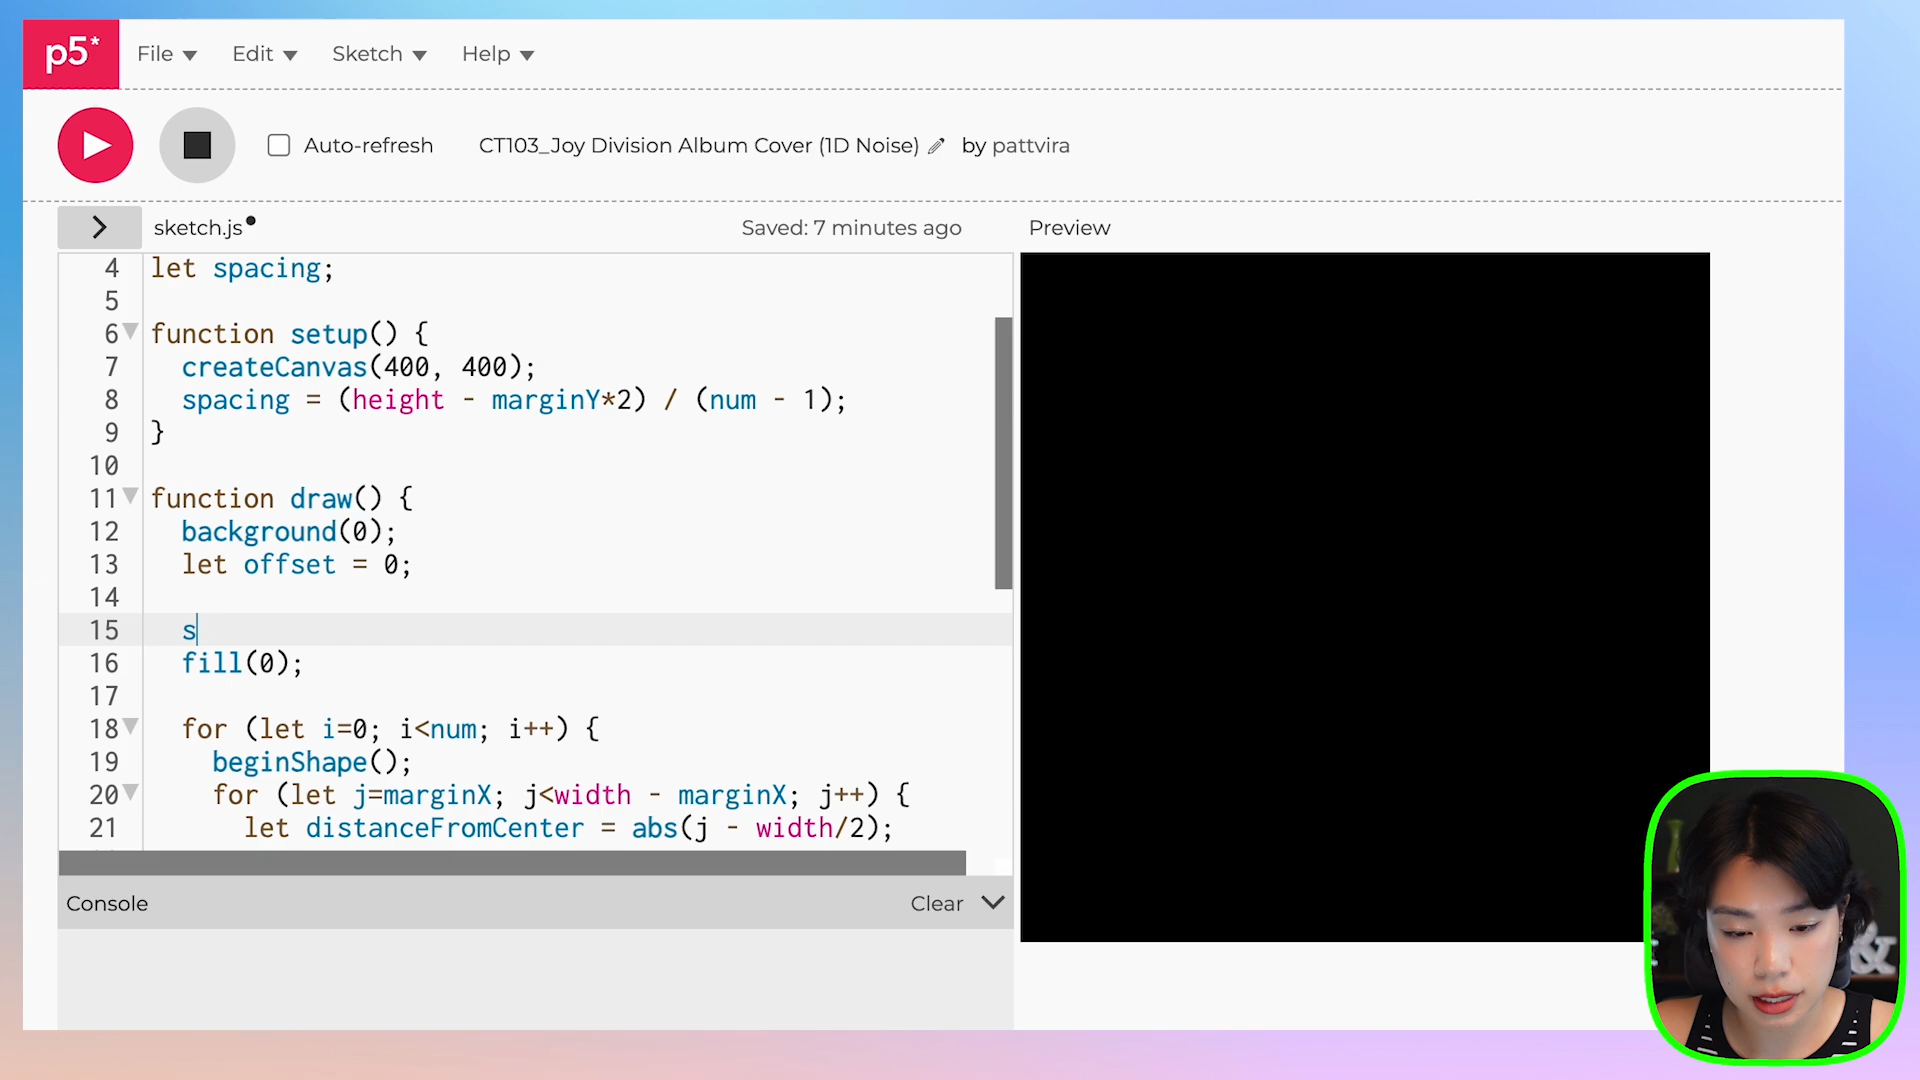 p5*
File
Edit
Sketch
Help
Auto-refresh
CT103_Joy Division Album Cover (1D Noise)
by pattvira
sketch.js
Saved: 7 minutes ago
Preview
4 let spacing;
5
6 function setup() {
7 createCanvas(400, 400);
8 spacing = (height - marginY*2) / (num - 1);
9 }
10
11 function draw() {
12 background(0);
13 let offset = 0;
14
15 s
16 fill(0);
17
18 for (let i=0; i<num; i++) {
19 beginShape();
20 for (let j=marginX; j<width - marginX; j++) {
21 let distanceFromCenter = abs(j - width/2);
Console
Clear
&